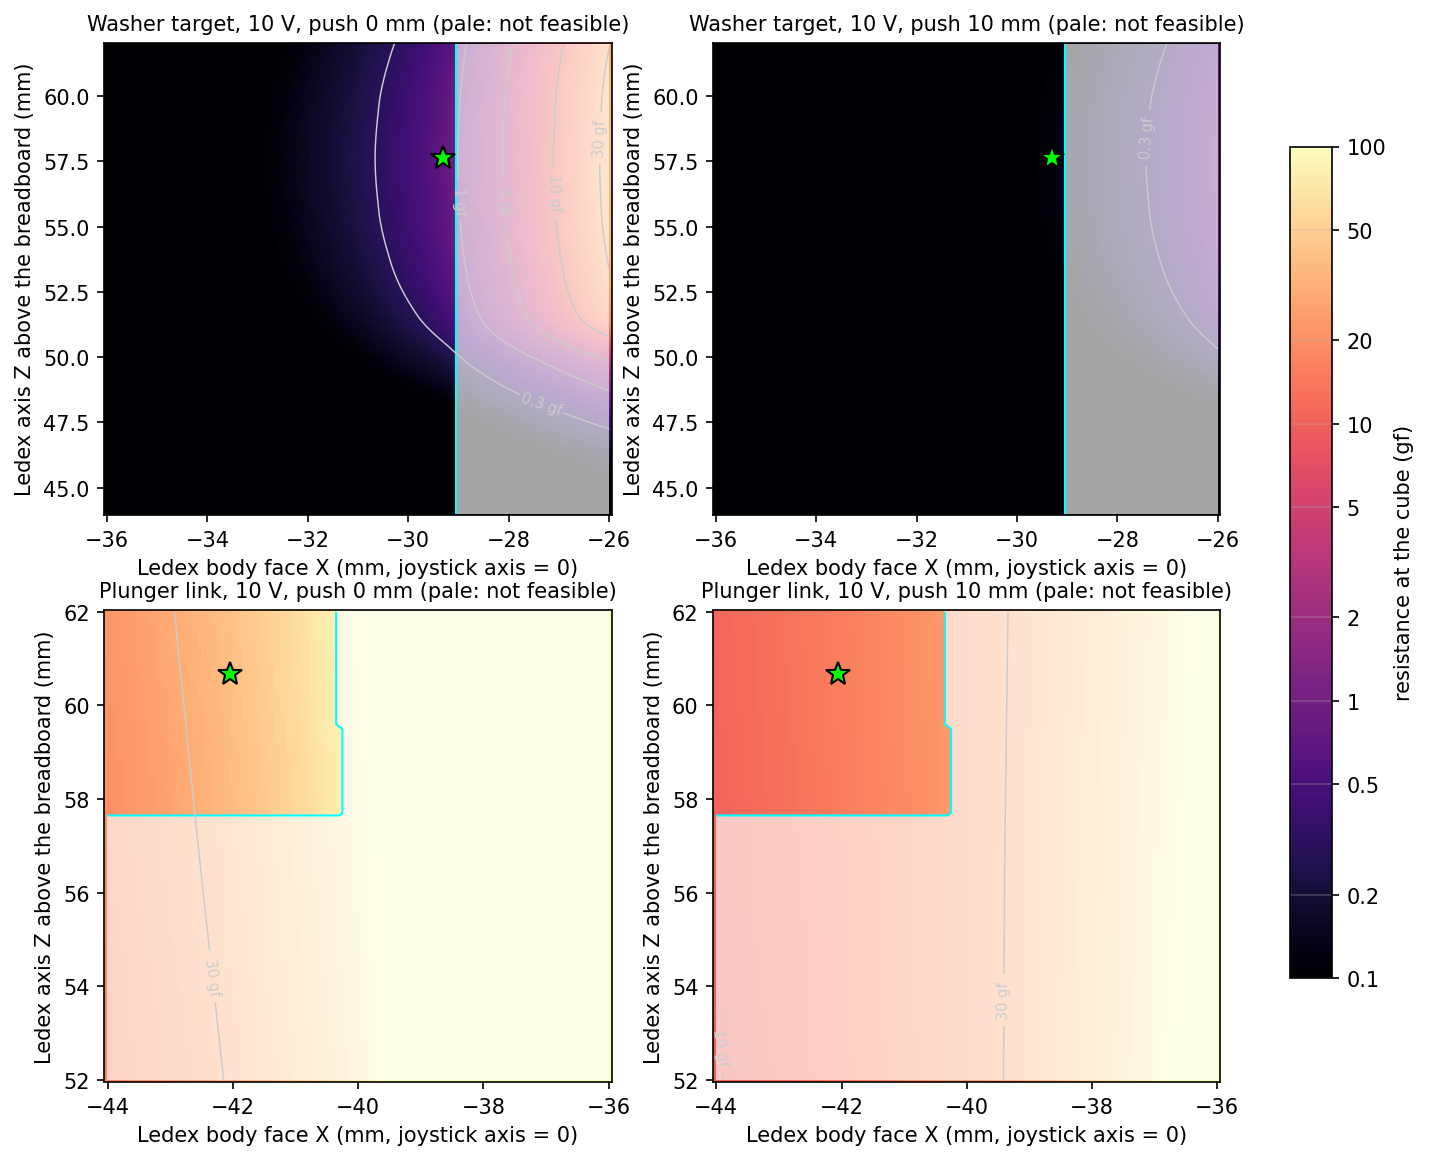 Washer target, 10 V, push 0 mm (pale: not feasible)
Washer target, 10 V, push 10 mm (pale: not feasible)
Ledex axis Z above the breadboard (mm)
60.0
57.5
55.0
52.5
50.0
47.5
45.0
30 gf
10 gf
1 gf
0.3 gf
−36
−34
−32
−30
−28
−26
Ledex body face X (mm, joystick axis = 0)
Ledex axis Z above the breadboard (mm)
60.0
57.5
55.0
52.5
50.0
47.5
45.0
0.3 gf
−36
−34
−32
−30
−28
−26
Ledex body face X (mm, joystick axis = 0)
Plunger link, 10 V, push 0 mm (pale: not feasible)
Plunger link, 10 V, push 10 mm (pale: not feasible)
Ledex axis Z above the breadboard (mm)
62
60
58
56
54
52
30 gf
−44
−42
−40
−38
−36
Ledex body face X (mm, joystick axis = 0)
Ledex axis Z above the breadboard (mm)
62
60
58
56
54
52
10 gf
30 gf
−44
−42
−40
−38
−36
Ledex body face X (mm, joystick axis = 0)
100
50
20
10
5
2
1
0.5
0.2
0.1
resistance at the cube (gf)